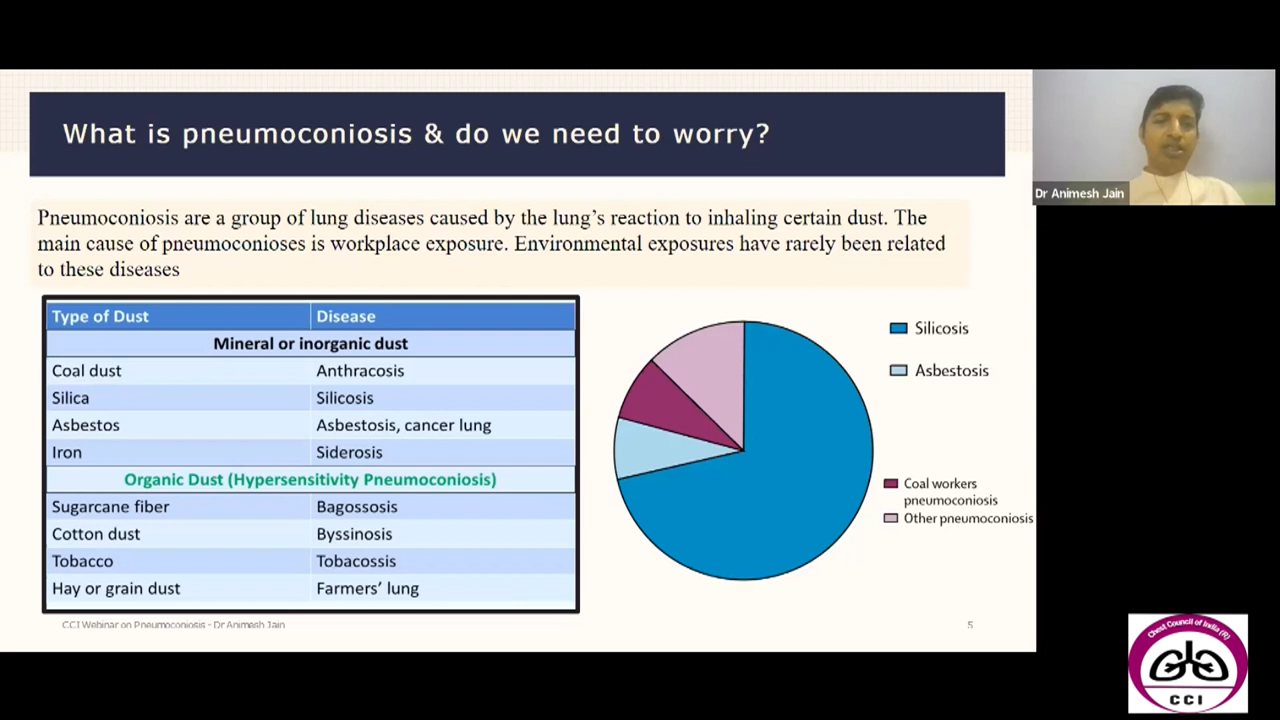 What is pneumoconiosis & do we need to worry?
Dr Animesh Jain
Pneumoconiosis are a group of lung diseases caused by the lung's reaction to inhaling certain dust. The
main cause of pneumoconioses is workplace exposure. Environmental exposures have rarely been related
to these diseases
Type of Dust Disease
Mineral or inorganic dust
Coal dust Anthracosis
Silica Silicosis
Asbestos Asbestosis, cancer lung
Iron Siderosis
Organic Dust (Hypersensitivity Pneumoconiosis)
Sugarcane fiber Bagossosis
Cotton dust Byssinosis
Tobacco Tobacossis
Hay or grain dust Farmers' lung
Silicosis
Asbestosis
Coal workers
pneumoconiosis
Other pneumoconiosis
CCI Webinar on Pneumoconiosis - Dr Animesh Jain
5
Chest Council of India (R)
CCI